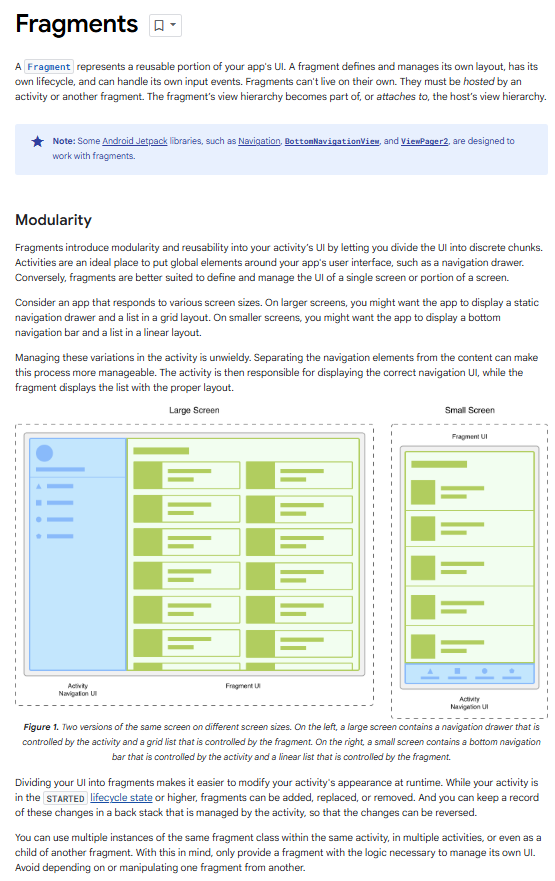 Fragments
A Fragment represents a reusable portion of your app's UI. A fragment defines and manages its own layout, has its
own lifecycle, and can handle its own input events. Fragments can't live on their own. They must be hosted by an
activity or another fragment. The fragment's view hierarchy becomes part of, or attaches to, the host's view hierarchy.
Note: Some Android Jetpack libraries, such as Navigation, BottomNavigationView, and ViewPager2, are designed to
work with fragments.
Modularity
Fragments introduce modularity and reusability into your activity's UI by letting you divide the UI into discrete chunks.
Activities are an ideal place to put global elements around your app's user interface, such as a navigation drawer.
Conversely, fragments are better suited to define and manage the UI of a single screen or portion of a screen.
Consider an app that responds to various screen sizes. On larger screens, you might want the app to display a static
navigation drawer and a list in a grid layout. On smaller screens, you might want the app to display a bottom
navigation bar and a list in a linear layout.
Managing these variations in the activity is unwieldy. Separating the navigation elements from the content can make
this process more manageable. The activity is then responsible for displaying the correct navigation UI, while the
fragment displays the list with the proper layout.
Large Screen
Activity
Navigation UI
Fragment UI
Small Screen
Fragment UI
Activity
Navigation UI
Figure 1. Two versions of the same screen on different screen sizes. On the left, a large screen contains a navigation drawer that is
controlled by the activity and a grid list that is controlled by the fragment. On the right, a small screen contains a bottom navigation
bar that is controlled by the activity and a linear list that is controlled by the fragment.
Dividing your UI into fragments makes it easier to modify your activity's appearance at runtime. While your activity is
in the STARTED lifecycle state or higher, fragments can be added, replaced, or removed. And you can keep a record
of these changes in a back stack that is managed by the activity, so that the changes can be reversed.
You can use multiple instances of the same fragment class within the same activity, in multiple activities, or even as a
child of another fragment. With this in mind, only provide a fragment with the logic necessary to manage its own UI.
Avoid depending on or manipulating one fragment from another.